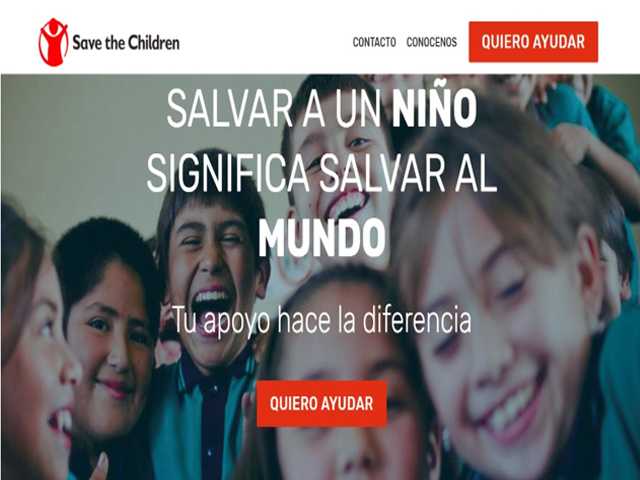 Save the Children
CONTACTO CONOCENOS QUIERO AYUDAR
SALVAR A UN NIÑO
SIGNIFICA SALVAR AL
MUNDO
Tu apoyo hace la diferencia
QUIERO AYUDAR